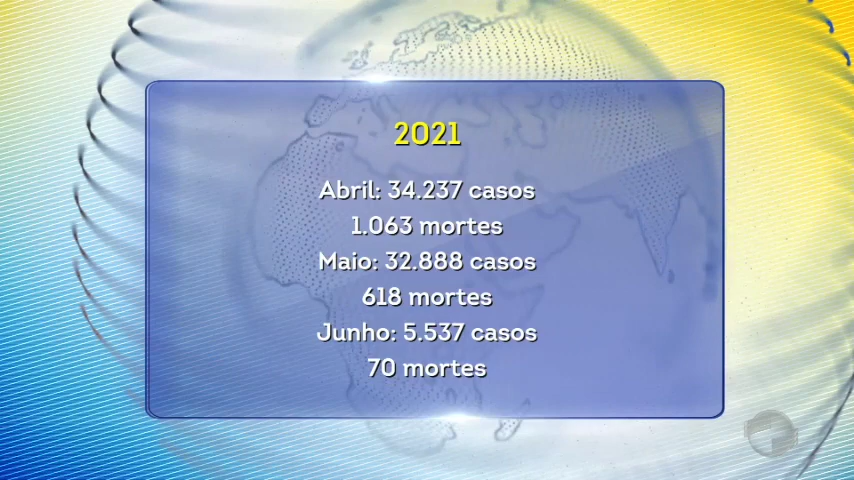 2021
Abril: 34.237 casos
1.063 mortes
Maio: 32.888 casos
618 mortes
Junho: 5.537 casos
70 mortes